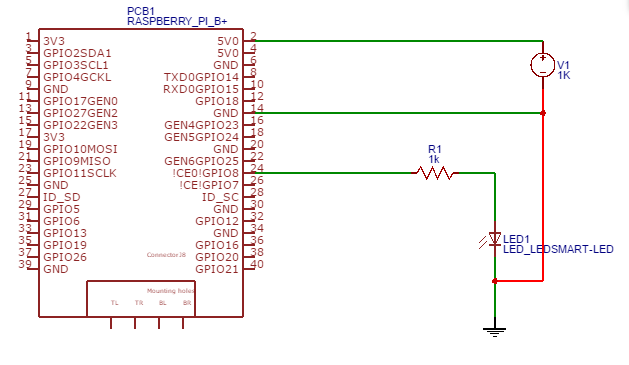 PCB1
RASPBERRY_PI_B+
1 3V3 5V0 2
3 GPIO2SDA1 5V0 4
5 GPIO3SCL1 GND 6
7 GPIO4GCKL TXD0GPIO14 8
9 GND RXD0GPIO15 10
11 GPIO17GEN0 GPIO18 12
13 GPIO27GEN2 GND 14
15 GPIO22GEN3 GEN4GPIO23 16
17 3V3 GEN5GPIO24 18
19 GPIO10MOSI GND 20
21 GPIO9MISO GEN6GPIO25 22
23 GPIO11SCLK !CE0!GPIO8 24
25 GND !CE!GPIO7 26
27 ID_SD ID_SC 28
29 GPIO5 GND 30
31 GPIO6 GPIO12 32
33 GPIO13 GND 34
35 GPIO19 GPIO16 36
37 GPIO26 GPIO20 38
39 GND GPIO21 40
ConnectorJ8
Mounting holes
TL TR BL BR
V1
1K
R1
1k
LED1
LED_LEDSMART-LED